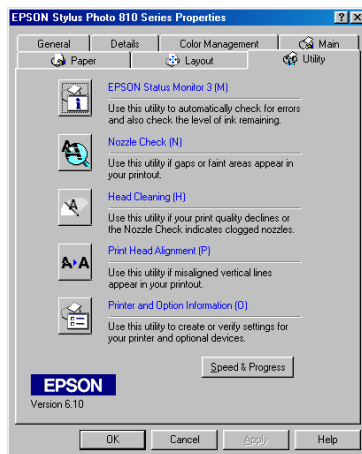 EPSON Stylus Photo 810 Series Properties
General Details Color Management Main
Paper Layout Utility
EPSON Status Monitor 3 (M)
Use this utility to automatically check for errors
and also check the level of ink remaining.
Nozzle Check (N)
Use this utility if gaps or faint areas appear in
your printout.
Head Cleaning (H)
Use this utility if your print quality declines or
the Nozzle Check indicates clogged nozzles.
Print Head Alignment (P)
Use this utility if misaligned vertical lines
appear in your printout.
Printer and Option Information (O)
Use this utility to create or verify settings for
your printer and optional devices.
Speed & Progress
EPSON
Version 6.10
OK Cancel Apply Help